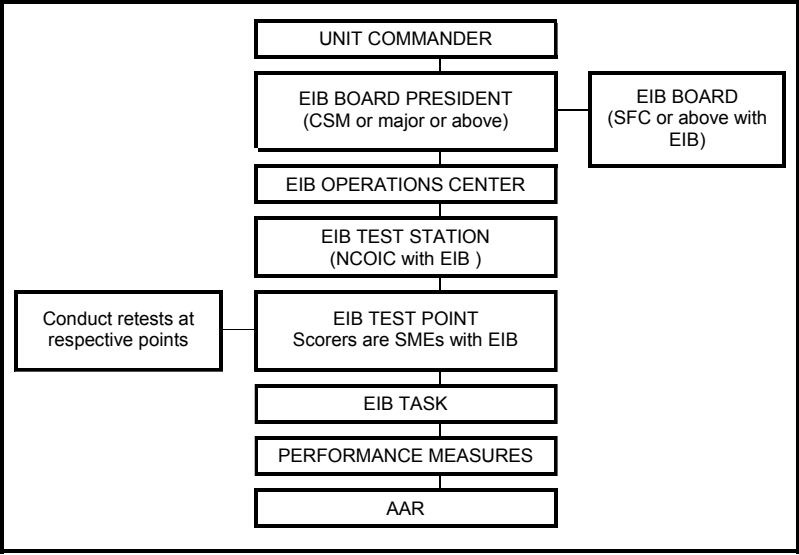 UNIT COMMANDER
EIB BOARD PRESIDENT
(CSM or major or above)
EIB BOARD
(SFC or above with
EIB)
EIB OPERATIONS CENTER
EIB TEST STATION
(NCOIC with EIB )
Conduct retests at
respective points
EIB TEST POINT
Scorers are SMEs with EIB
EIB TASK
PERFORMANCE MEASURES
AAR